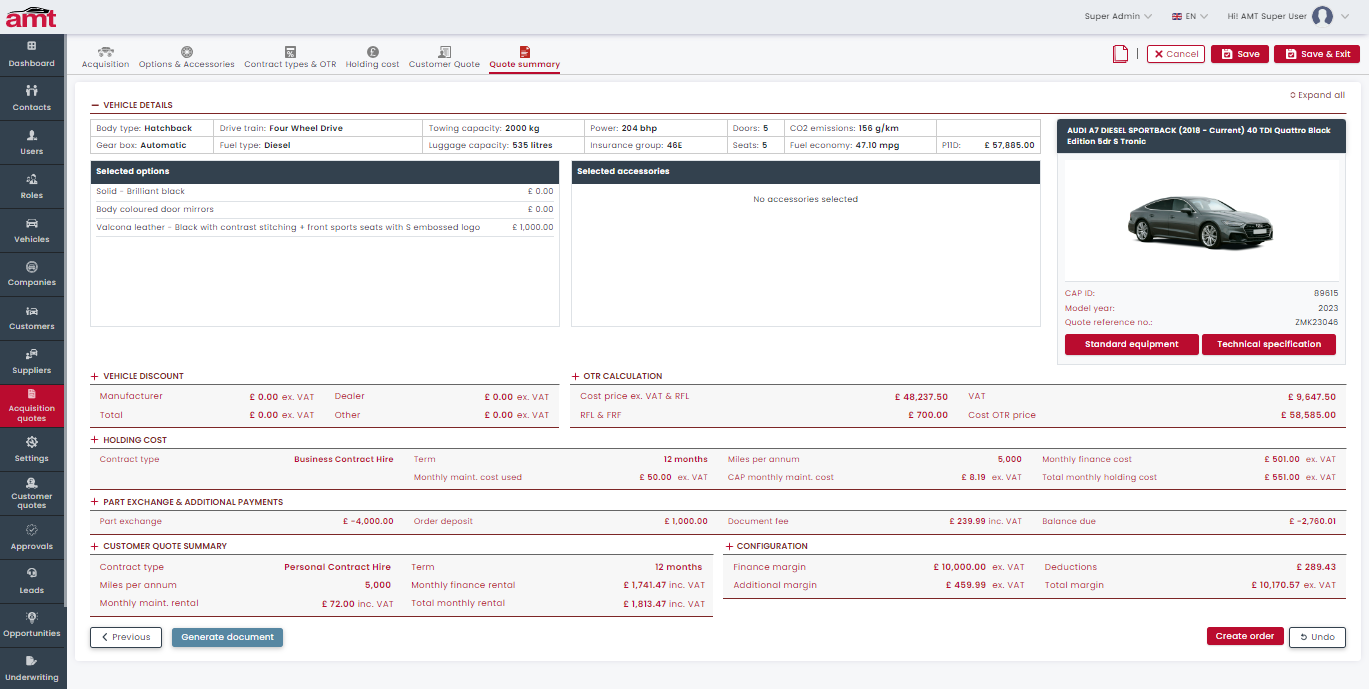 amt
Super Admin
EN
Hi! AMT Super User
Dashboard
Contacts
Users
Roles
Vehicles
Companies
Customers
Suppliers
Acquisition
quotes
Settings
Customer
quotes
Approvals
Leads
Opportunities
Underwriting
Acquisition
Options & Accessories
Contract types & OTR
Holding cost
Customer Quote
Quote summary
Cancel
Save
Save & Exit
Expand all
VEHICLE DETAILS
Body type: Hatchback Drive train: Four Wheel Drive Towing capacity: 2000 kg Power: 204 bhp Doors: 5 CO2 emissions: 156 g/km
Gear box: Automatic Fuel type: Diesel Luggage capacity: 535 litres Insurance group: 46E Seats: 5 Fuel economy: 47.10 mpg P11D: £ 57,885.00
Selected options
Solid - Brilliant black £ 0.00
Body coloured door mirrors £ 0.00
Valcona leather - Black with contrast stitching + front sports seats with S embossed logo £ 1,000.00
Selected accessories
No accessories selected
AUDI A7 DIESEL SPORTBACK (2018 - Current) 40 TDI Quattro Black
Edition 5dr S Tronic
CAP ID: 89615
Model year: 2023
Quote reference no.: ZMK23046
Standard equipment
Technical specification
VEHICLE DISCOUNT
Manufacturer £ 0.00 ex. VAT Dealer £ 0.00 ex. VAT
Total £ 0.00 ex. VAT Other £ 0.00 ex. VAT
OTR CALCULATION
Cost price ex. VAT & RFL £ 48,237.50 VAT £ 9,647.50
RFL & FRF £ 700.00 Cost OTR price £ 58,585.00
HOLDING COST
Contract type Business Contract Hire Term 12 months Miles per annum 5,000 Monthly finance cost £ 501.00 ex. VAT
Monthly maint. cost used £ 50.00 ex. VAT CAP monthly maint. cost £ 8.19 ex. VAT Total monthly holding cost £ 551.00 ex. VAT
PART EXCHANGE & ADDITIONAL PAYMENTS
Part exchange £ -4,000.00 Order deposit £ 1,000.00 Document fee £ 239.99 inc. VAT Balance due £ -2,760.01
CUSTOMER QUOTE SUMMARY
Contract type Personal Contract Hire Term 12 months
Miles per annum 5,000 Monthly finance rental £ 1,741.47 inc. VAT
Monthly maint. rental £ 72.00 inc. VAT Total monthly rental £ 1,813.47 inc. VAT
CONFIGURATION
Finance margin £ 10,000.00 ex. VAT Deductions £ 289.43
Additional margin £ 459.99 ex. VAT Total margin £ 10,170.57 ex. VAT
Previous
Generate document
Create order
Undo